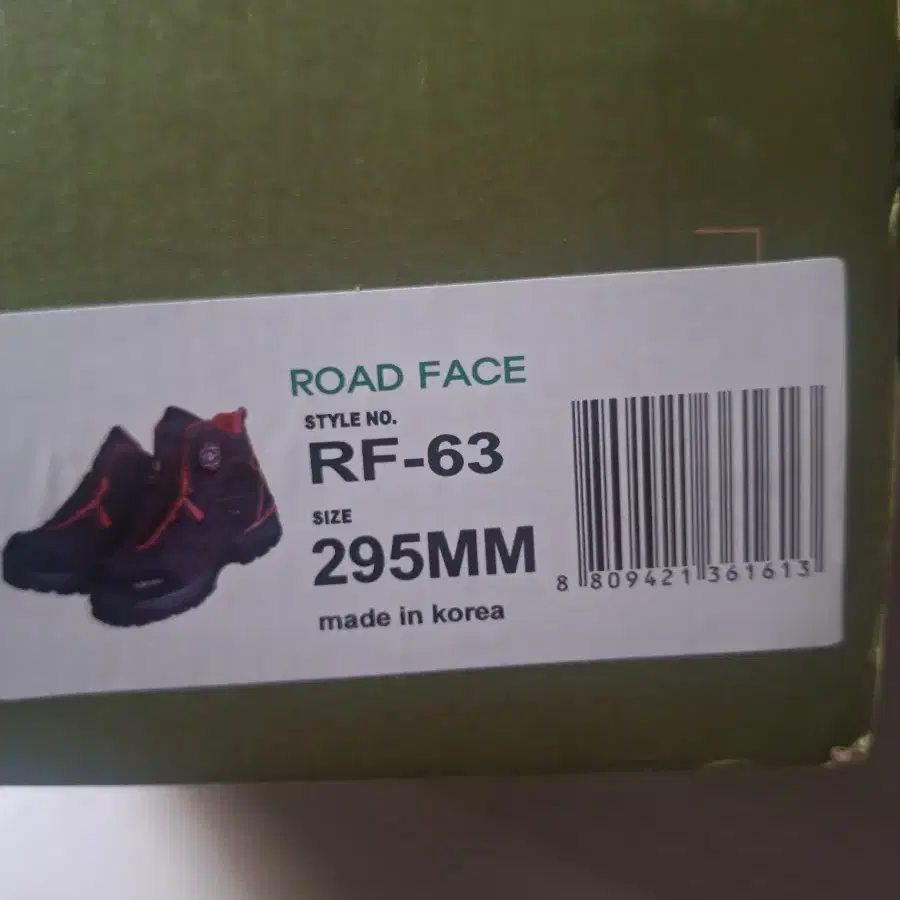 ROAD FACE
STYLE NO.
RF-63
SIZE
295MM
made in korea
8 809421 361613